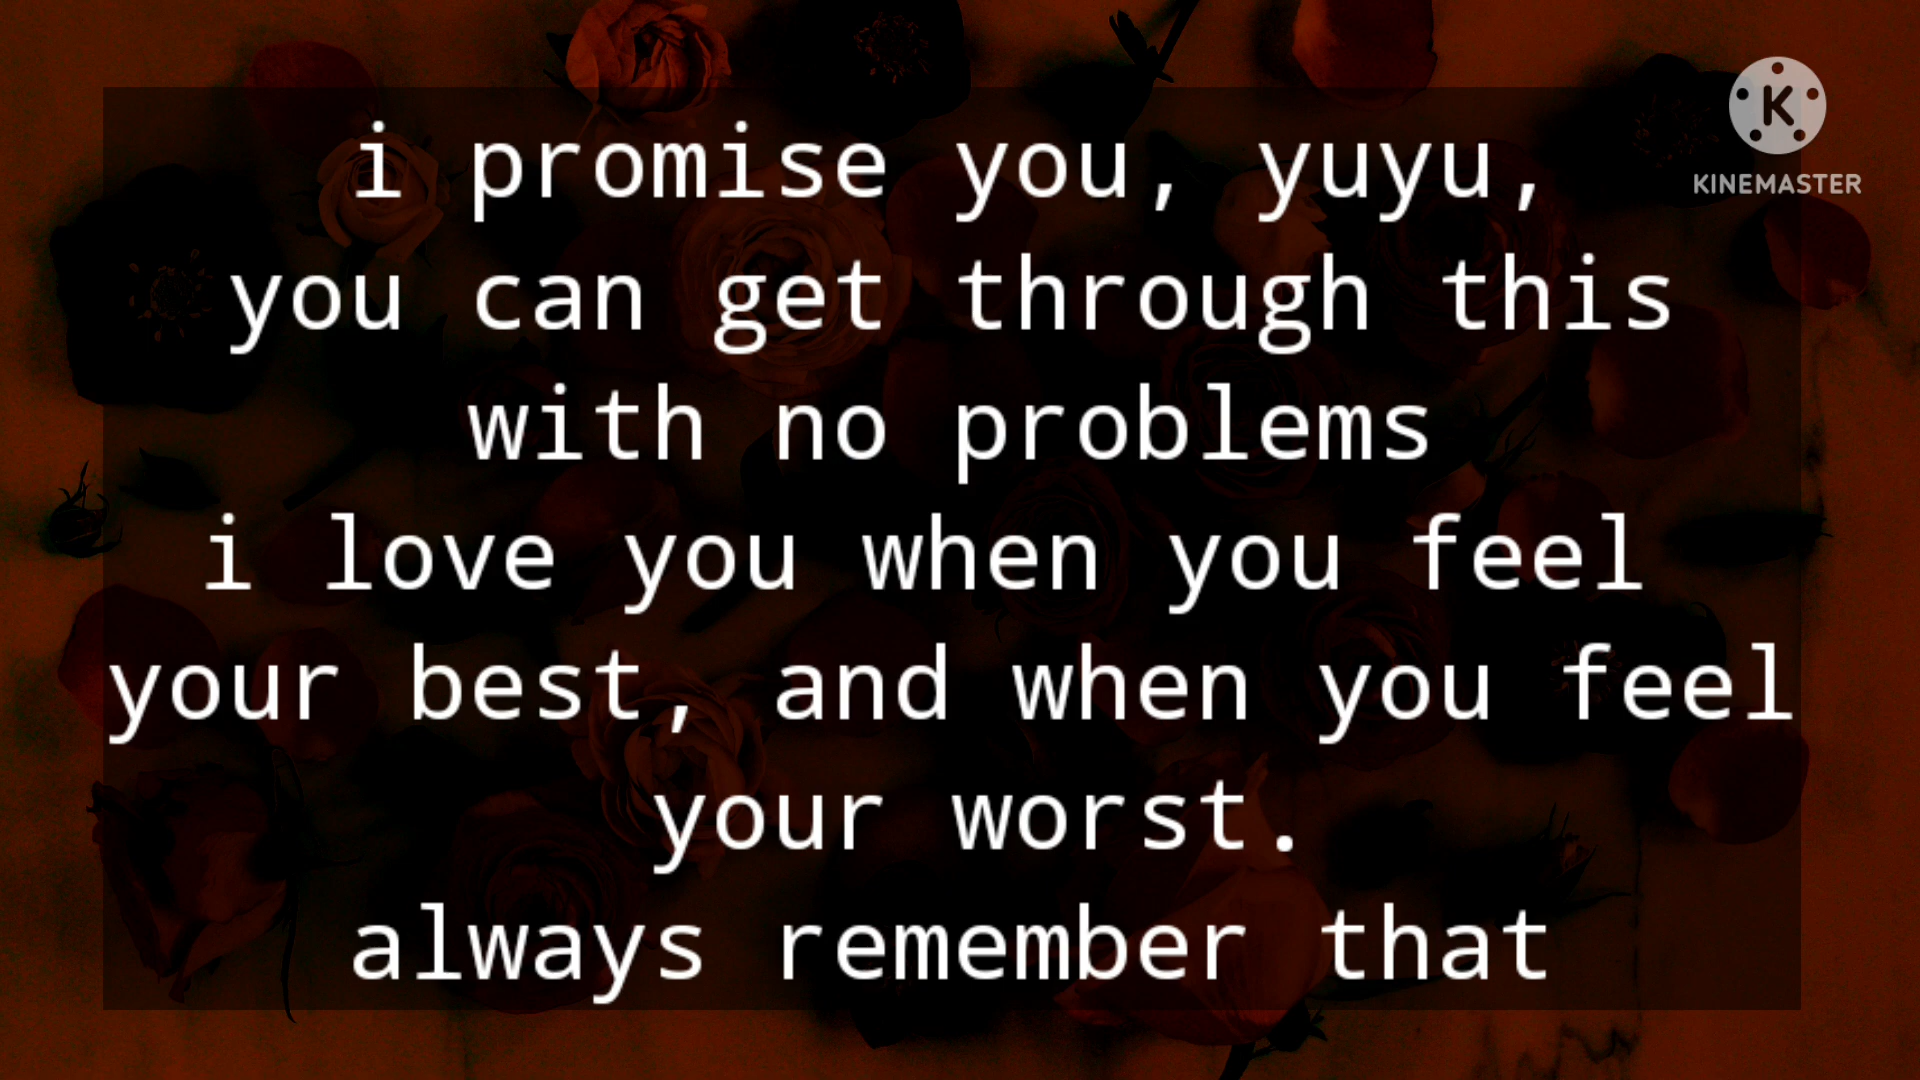 i promise you, yuyu,
you can get through this
with no problems
i love you when you feel
your best, and when you feel
your worst.
always remember that
K
KINEMASTER